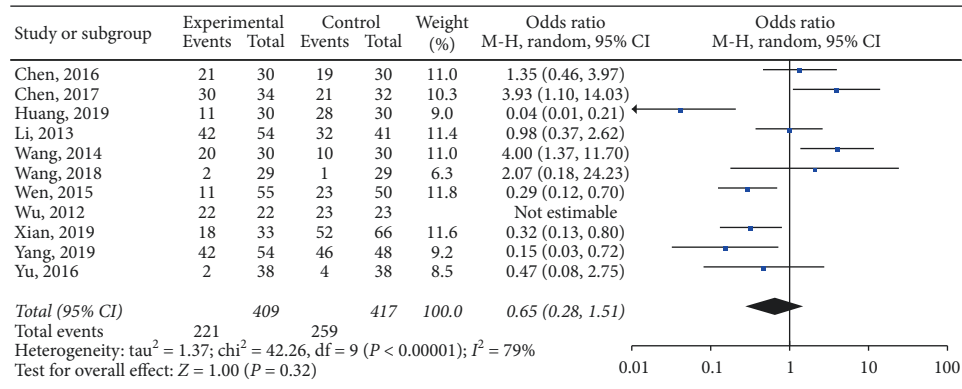 Study or subgroup Experimental Control Weight Odds ratio Odds ratio
Events Total Events Total (%) M-H, random, 95% CI M-H, random, 95% CI
Chen, 2016 21 30 19 30 11.0 1.35 (0.46, 3.97)
Chen, 2017 30 34 21 32 10.3 3.93 (1.10, 14.03)
Huang, 2019 11 30 28 30 9.0 0.04 (0.01, 0.21)
Li, 2013 42 54 32 41 11.4 0.98 (0.37, 2.62)
Wang, 2014 20 30 10 30 11.0 4.00 (1.37, 11.70)
Wang, 2018 2 29 1 29 6.3 2.07 (0.18, 24.23)
Wen, 2015 11 55 23 50 11.8 0.29 (0.12, 0.70)
Wu, 2012 22 22 23 23 Not estimable
Xian, 2019 18 33 52 66 11.6 0.32 (0.13, 0.80)
Yang, 2019 42 54 46 48 9.2 0.15 (0.03, 0.72)
Yu, 2016 2 38 4 38 8.5 0.47 (0.08, 2.75)
Total (95% CI) 409 417 100.0 0.65 (0.28, 1.51)
Total events 221 259
Heterogeneity: tau² = 1.37; chi² = 42.26, df = 9 (P < 0.00001); I² = 79%
Test for overall effect: Z = 1.00 (P = 0.32)
0.01 0.1 1 10 100